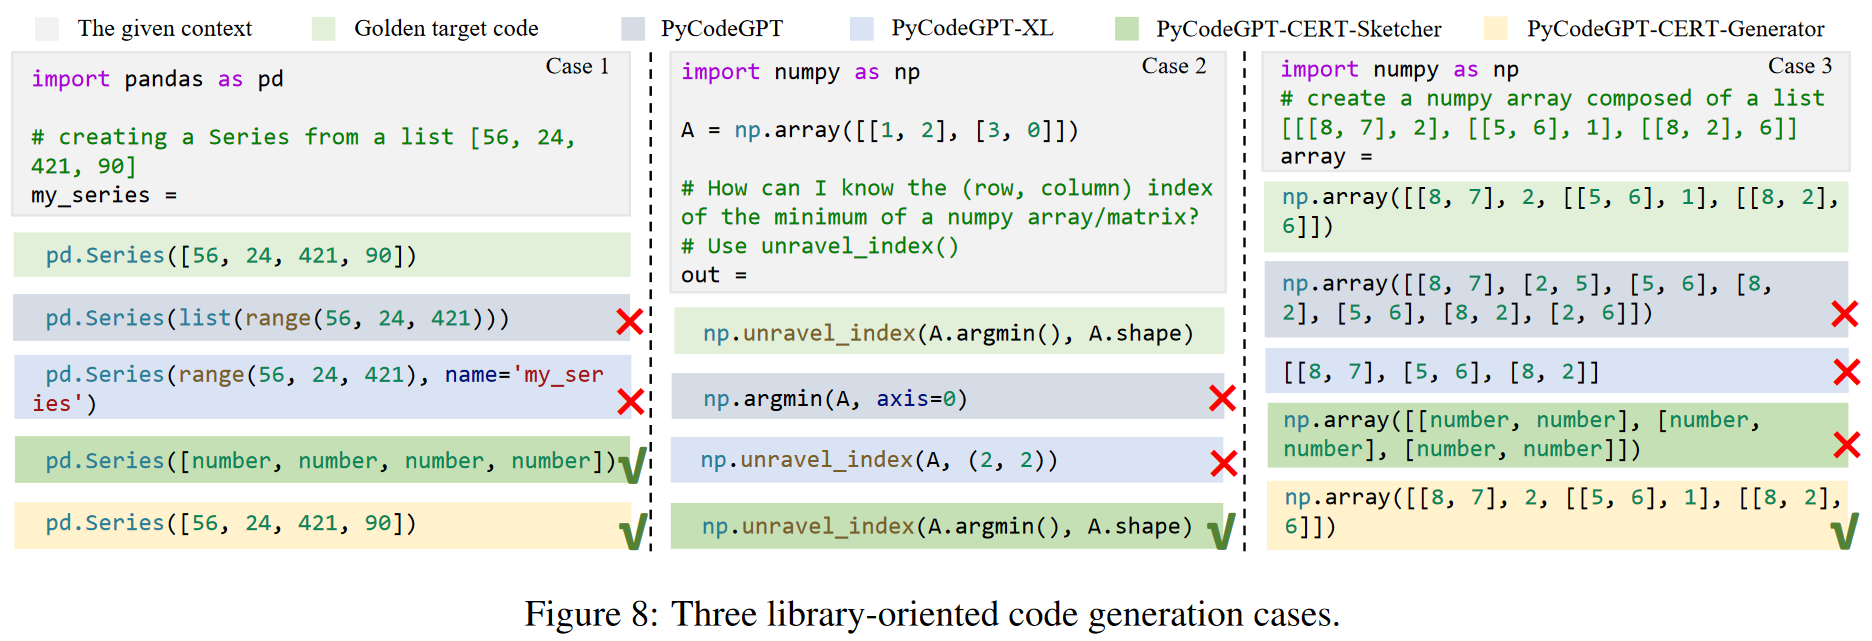 The given context
Golden target code
PyCodeGPT
PyCodeGPT-XL
PyCodeGPT-CERT-Sketcher
PyCodeGPT-CERT-Generator
Case 1
import pandas as pd
# creating a Series from a list [56, 24,
421, 90]
my_series =
pd.Series([56, 24, 421, 90])
pd.Series(list(range(56, 24, 421)))
pd.Series(range(56, 24, 421), name='my_ser
ies')
pd.Series([number, number, number, number])
pd.Series([56, 24, 421, 90])
Case 2
import numpy as np
A = np.array([[1, 2], [3, 0]])
# How can I know the (row, column) index
of the minimum of a numpy array/matrix?
# Use unravel_index()
out =
np.unravel_index(A.argmin(), A.shape)
np.argmin(A, axis=0)
np.unravel_index(A, (2, 2))
np.unravel_index(A.argmin(), A.shape)
Case 3
import numpy as np
# create a numpy array composed of a list
[[[8, 7], 2], [[5, 6], 1], [[8, 2], 6]]
array =
np.array([[8, 7], 2, [[5, 6], 1], [[8, 2],
6]])
np.array([[8, 7], [2, 5], [5, 6], [8,
2], [5, 6], [8, 2], [2, 6]])
[[8, 7], [5, 6], [8, 2]]
np.array([[number, number], [number,
number], [number, number]])
np.array([[8, 7], 2, [[5, 6], 1], [[8, 2],
6]])
Figure 8: Three library-oriented code generation cases.